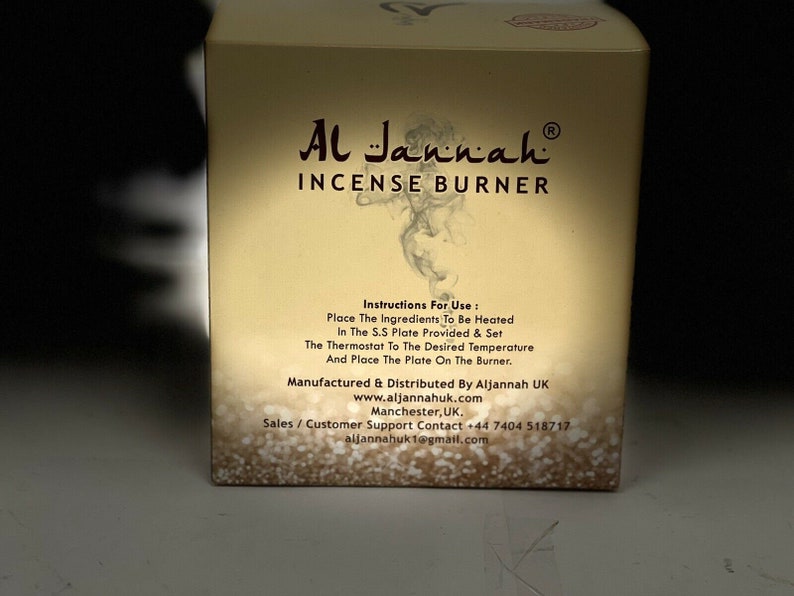 Al Jannah®
INCENSE BURNER
Instructions For Use :
Place The Ingredients To Be Heated
In The S.S Plate Provided & Set
The Thermostat To The Desired Temperature
And Place The Plate On The Burner.
Manufactured & Distributed By Aljannah UK
www.aljannahuk.com
Manchester,UK.
Sales / Customer Support Contact +44 7404 518717
aljannahuk1@gmail.com